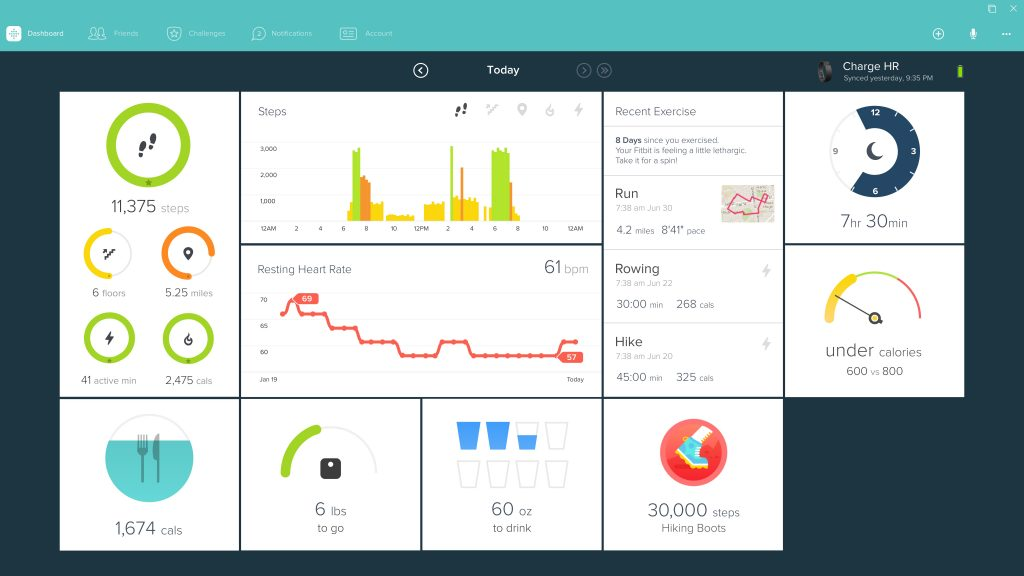 Dashboard
Friends
Challenges
2
Notifications
Account
Today
Charge HR
Synced yesterday, 9:35 PM
11,375 steps
6 floors
5.25 miles
41 active min
2,475 cals
Steps
3,000
2,000
1,000
12AM 2 4 6 8 10 12PM 2 4 6 8 10 12AM
Resting Heart Rate
61 bpm
70
65
60
69
57
Jan 19
Today
Recent Exercise
8 Days since you exercised.
Your Fitbit is feeling a little lethargic.
Take it for a spin!
Run
7:38 am Jun 30
4.2 miles 8'41" pace
Rowing
7:38 am Jun 22
30:00 min 268 cals
Hike
7:38 am Jun 20
45:00 min 325 cals
12
9
3
6
7hr 30min
under calories
600 vs 800
1,674 cals
6 lbs
to go
60 oz
to drink
30,000 steps
Hiking Boots